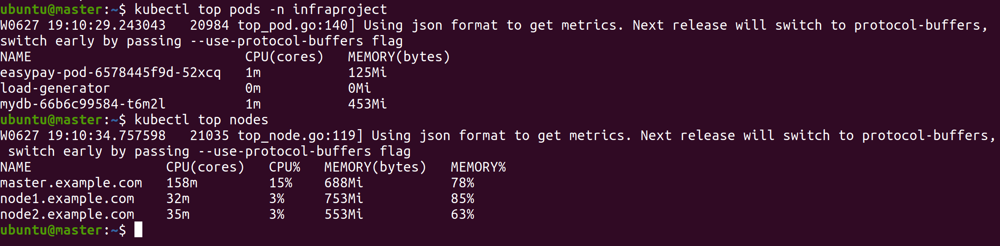 ubuntu@master:~$ kubectl top pods -n infraproject
W0627 19:10:29.243043   20984 top_pod.go:140] Using json format to get metrics. Next release will switch to protocol-buffers,
switch early by passing --use-protocol-buffers flag
NAME                           CPU(cores)   MEMORY(bytes)
easypay-pod-6578445f9d-52xcq   1m           125Mi
load-generator                 0m           0Mi
mydb-66b6c99584-t6m2l          1m           453Mi
ubuntu@master:~$ kubectl top nodes
W0627 19:10:34.757598   21035 top_node.go:119] Using json format to get metrics. Next release will switch to protocol-buffers,
 switch early by passing --use-protocol-buffers flag
NAME                 CPU(cores)   CPU%   MEMORY(bytes)   MEMORY%
master.example.com   158m         15%    688Mi           78%
node1.example.com    32m          3%     753Mi           85%
node2.example.com    35m          3%     553Mi           63%
ubuntu@master:~$